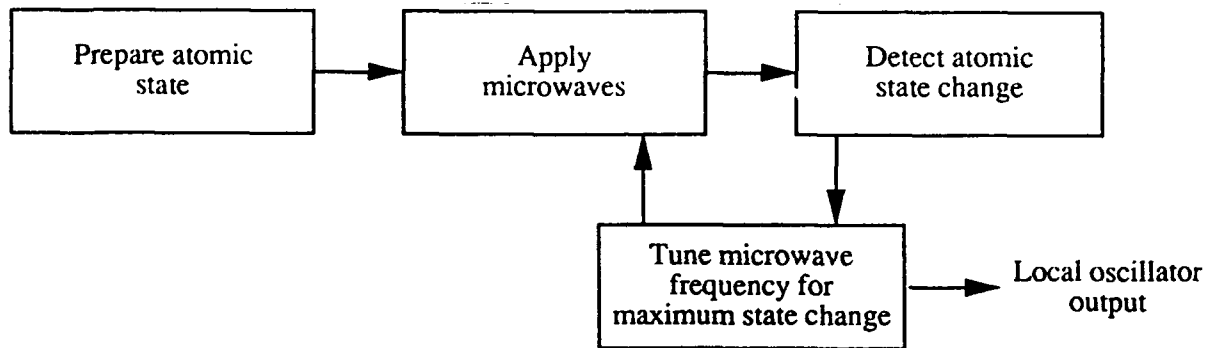 Prepare atomic
state
Apply
microwaves
Detect atomic
state change
Tune microwave
frequency for
maximum state change
Local oscillator
output